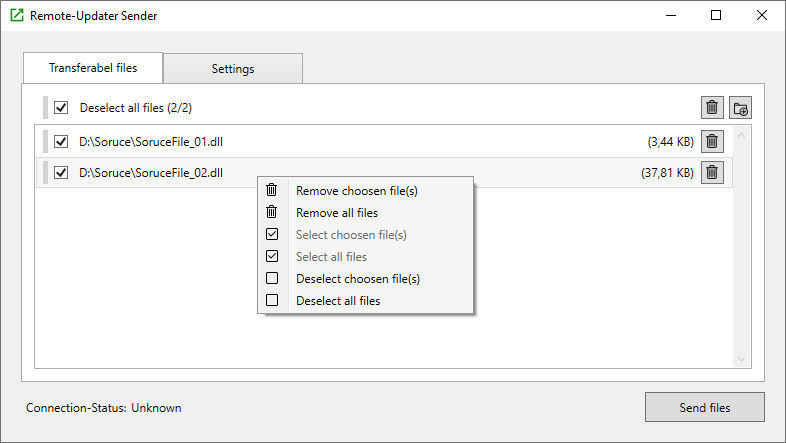 Remote-Updater Sender
Transferabel files
Settings
Deselect all files (2/2)
D:\Soruce\SoruceFile_01.dll (3,44 KB)
D:\Soruce\SoruceFile_02.dll (37,81 KB)
Remove choosen file(s)
Remove all files
Select choosen file(s)
Select all files
Deselect choosen file(s)
Deselect all files
Connection-Status: Unknown
Send files